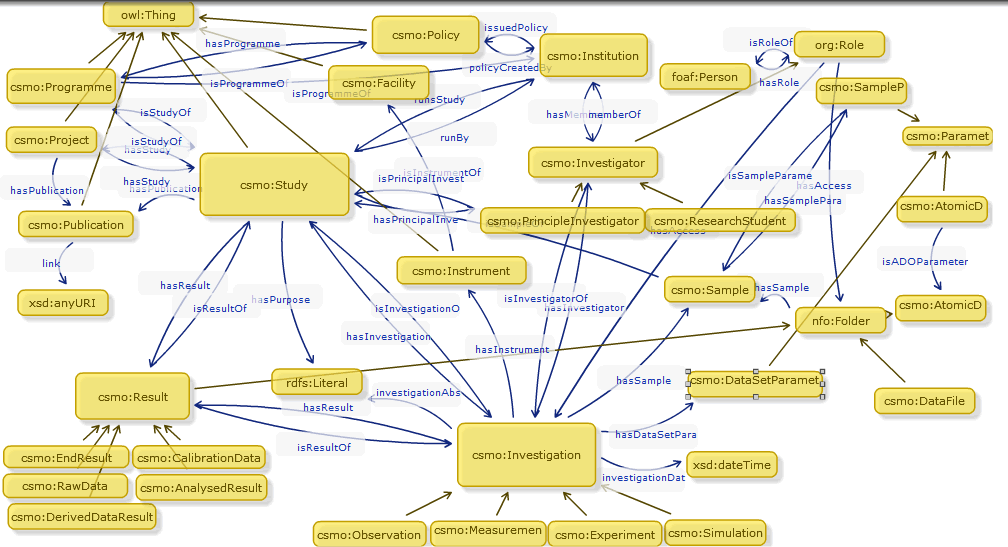 owl:Thing
issuedPolicy
csmo:Policy
hasProgramme
isRoleOf
org:Role
csmo:Institution
policyCreatedBy
foaf:Person
hasRole
csmo:Programme
isProgrammeOf
isProgrammeOf
csmo:Facility
csmo:SampleP
runsStudy
isStudyOf
hasMem
memberOf
runBy
csmo:Paramet
csmo:Project
isStudyOf
hasStudy
csmo:Investigator
hasStudy
isPrincipalInvest
isInstrumentOf
isSampleParame
hasAccess
hasPublication
hasPublication
csmo:Study
hasSamplePara
csmo:AtomicD
csmo:Publication
hasPrincipalInve
csmo:PrincipleInvestigator
csmo:ResearchStudent
hasAccess
link
isADOParameter
csmo:Instrument
hasResult
csmo:Sample
hasSample
xsd:anyURI
hasPurpose
isInvestigatorOf
isResultOf
isInvestigationO
hasInvestigator
csmo:AtomicD
nfo:Folder
hasInvestigation
hasInstrument
rdfs:Literal
hasSample
csmo:DataSetParamet
investigationAbs
csmo:Result
hasResult
csmo:DataFile
hasDataSetPara
isResultOf
csmo:EndResult
csmo:CalibrationData
csmo:Investigation
xsd:dateTime
investigationDat
csmo:RawData
csmo:AnalysedResult
csmo:DerivedDataResult
csmo:Observation
csmo:Measuremen
csmo:Experiment
csmo:Simulation